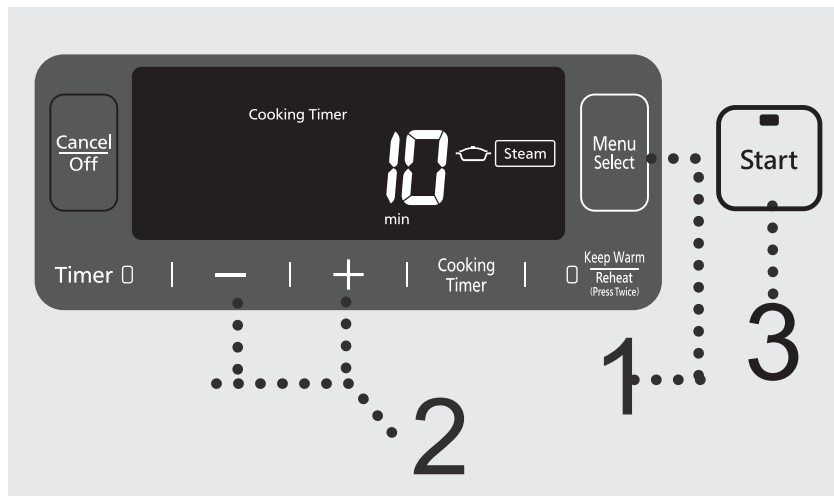 Cooking Timer
Cancel
Off
10
Steam
min
Menu
Select
Start
Timer
−
+
Cooking
Timer
Keep Warm
Reheat
(Press Twice)
1
2
3